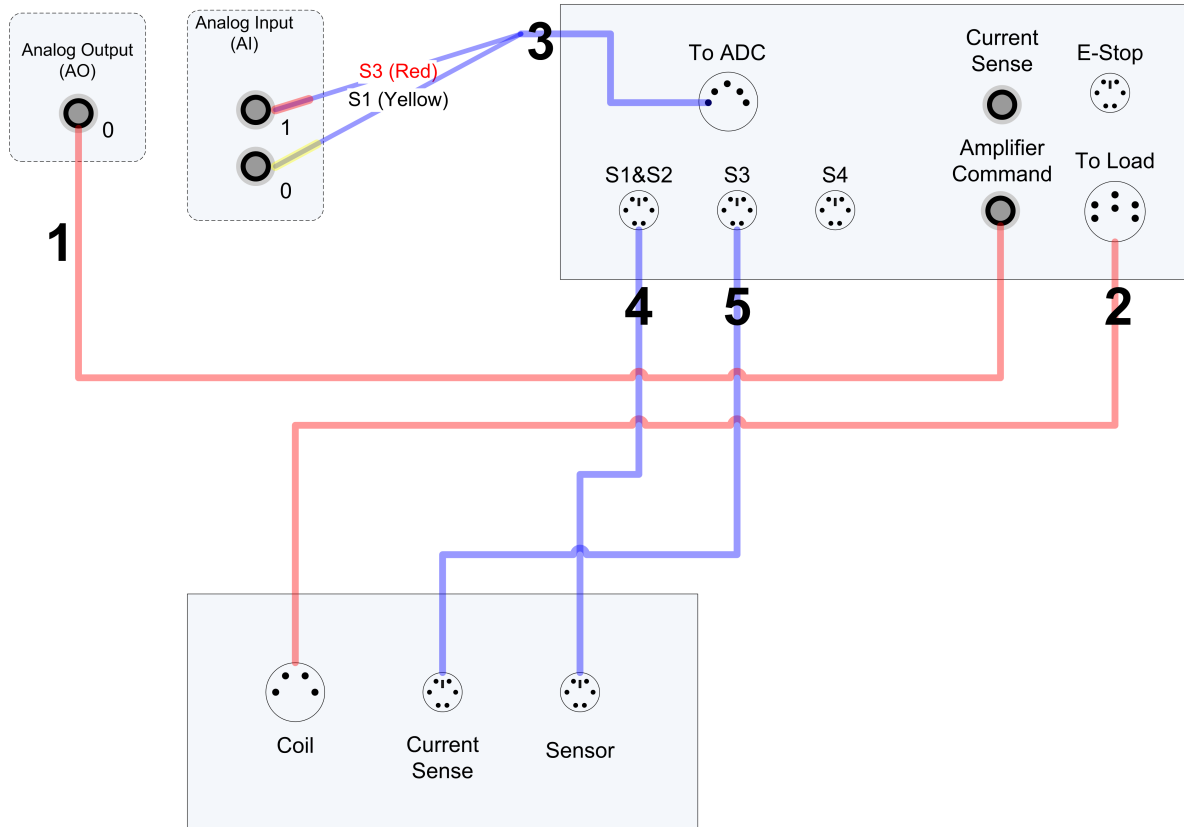 Analog Output
(AO)
0
Analog Input
(AI)
1
0
S3 (Red)
S1 (Yellow)
3
To ADC
Current
Sense
E-Stop
S1&S2
S3
S4
Amplifier
Command
To Load
1
4
5
2
Coil
Current
Sense
Sensor